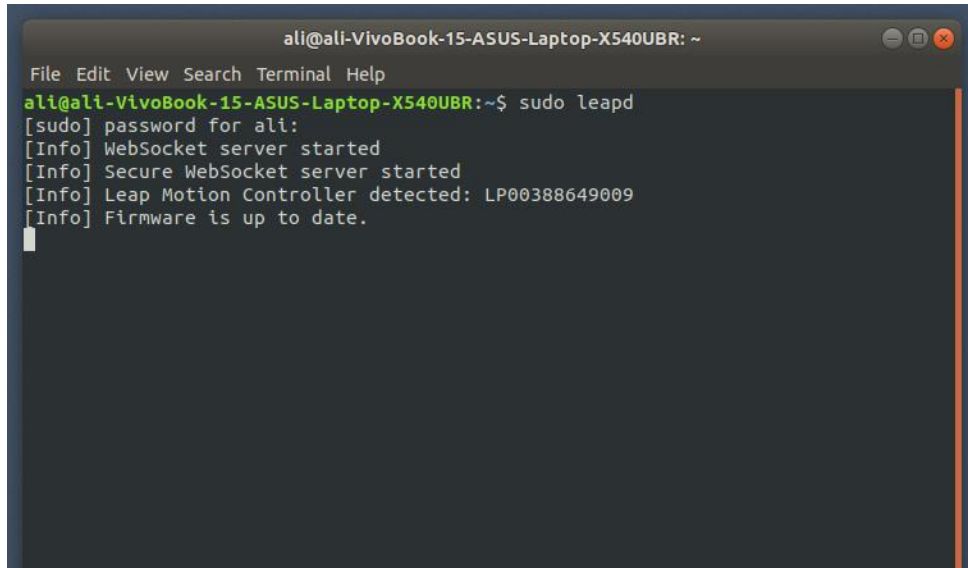 ali@ali-VivoBook-15-ASUS-Laptop-X540UBR: ~
File Edit View Search Terminal Help
ali@ali-VivoBook-15-ASUS-Laptop-X540UBR:~$ sudo leapd
[sudo] password for ali:
[Info] WebSocket server started
[Info] Secure WebSocket server started
[Info] Leap Motion Controller detected: LP00388649009
[Info] Firmware is up to date.